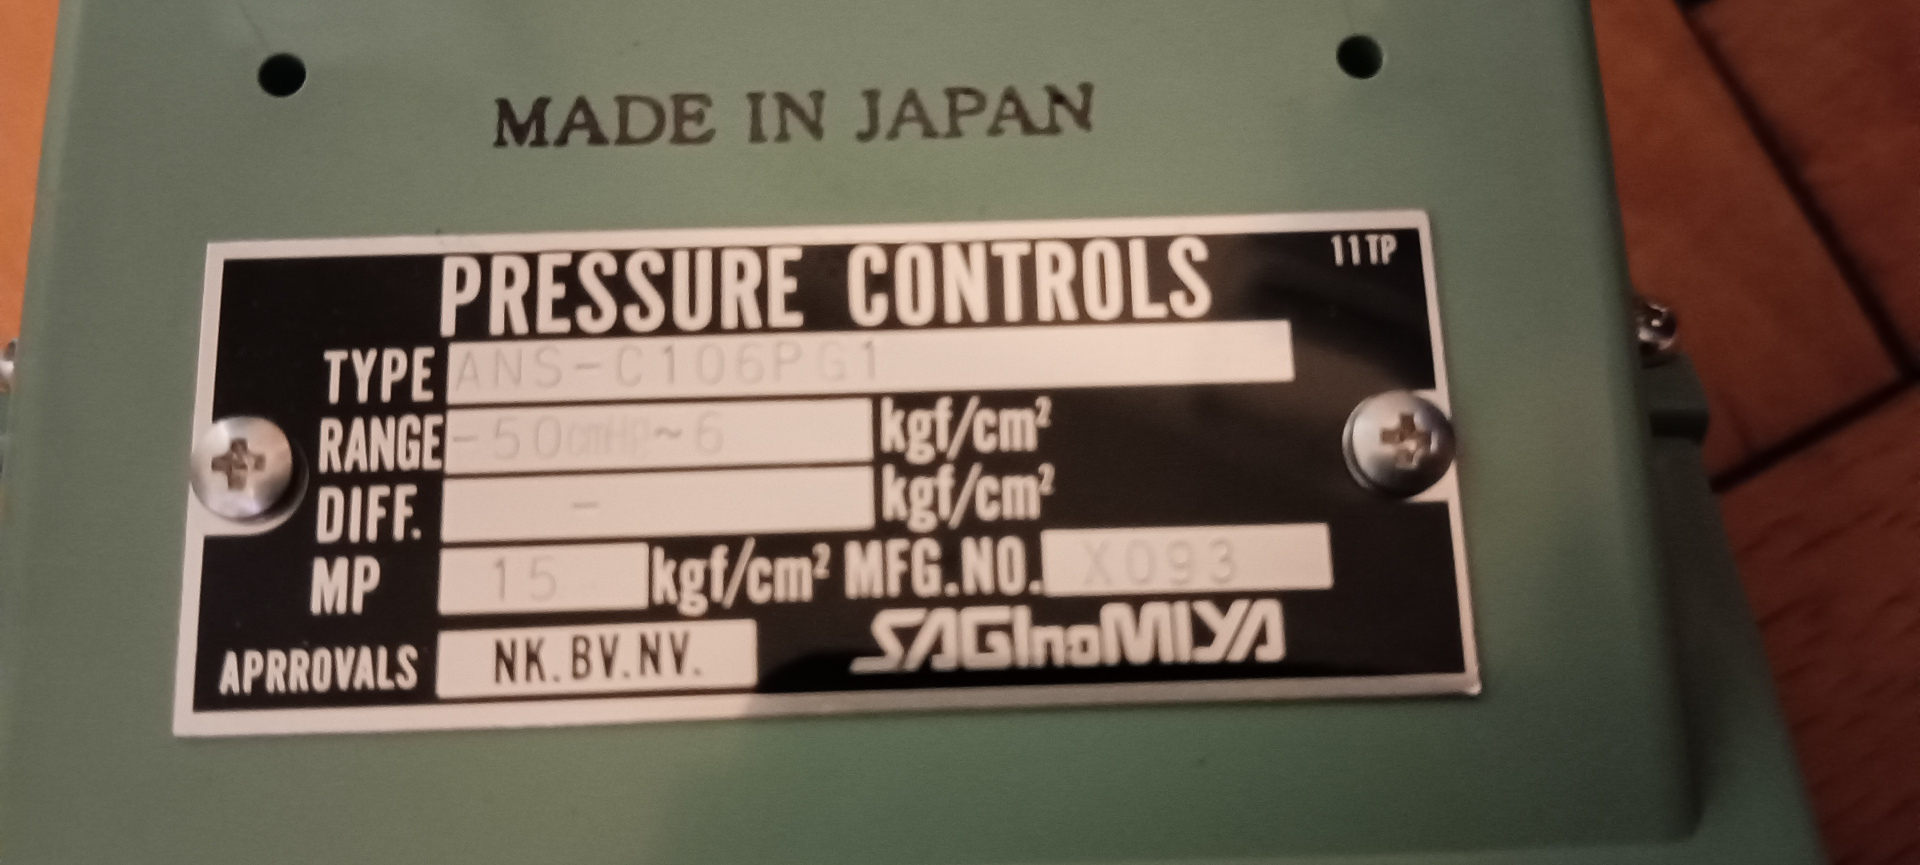 MADE IN JAPAN
PRESSURE CONTROLS 11TP
TYPE ANS-C106PG1
RANGE -50cmHg~6 kgf/cm²
DIFF. - kgf/cm²
MP 15 kgf/cm² MFG.NO. X093
APRROVALS NK.BV.NV. SAGInoMIYA